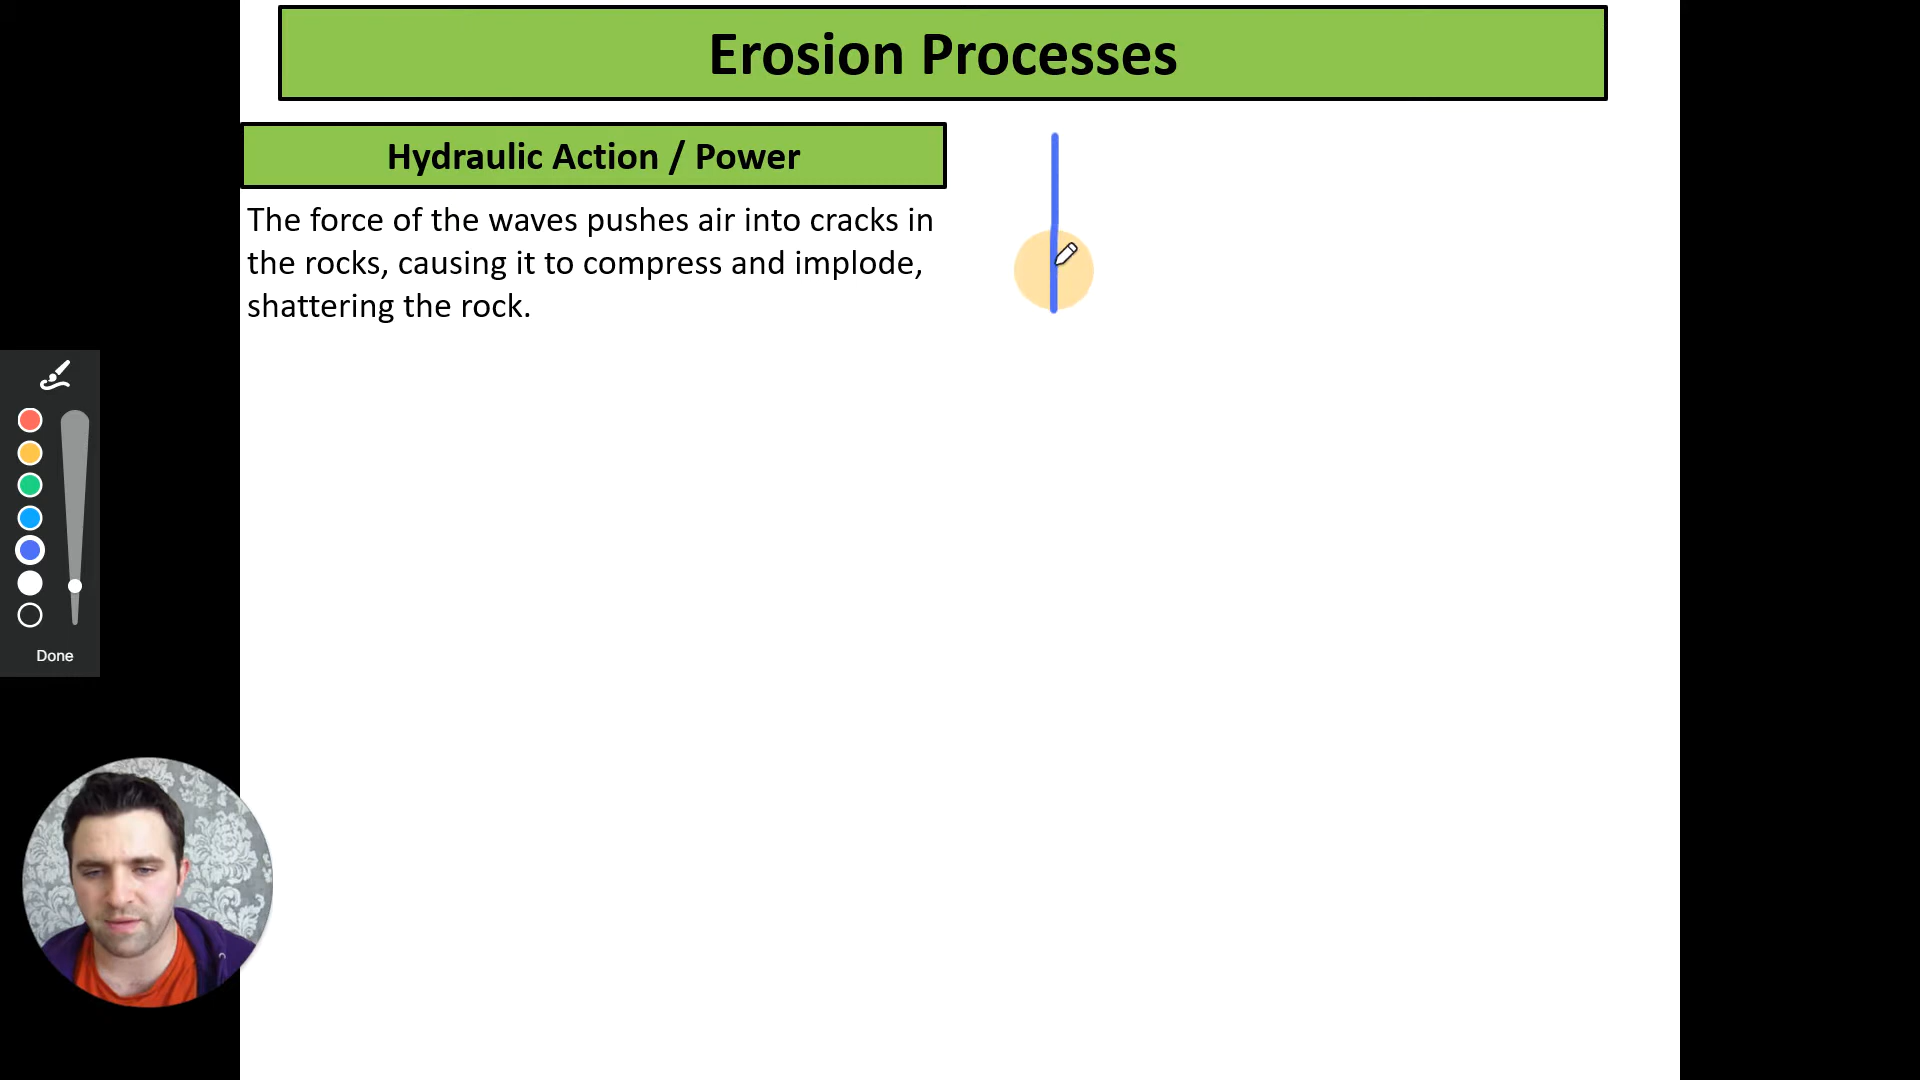 Erosion Processes
Hydraulic Action / Power
The force of the waves pushes air into cracks in
the rocks, causing it to compress and implode,
shattering the rock.
Done